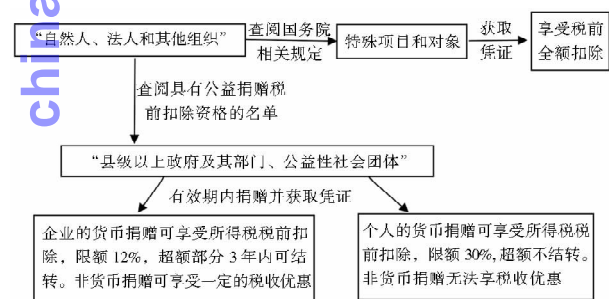 "自然人、法人和其他组织"
查阅国务院
相关规定
特殊项目和对象
获取
凭证
享受税前
全额扣除
查阅具有公益捐赠税
前扣除资格的名单
"县级以上政府及其部门、公益性社会团体"
有效期内捐赠并获取凭证
企业的货币捐赠可享受所得税税前扣
除，限额 12%，超额部分 3 年内可结
转。非货币捐赠可享受一定的税收优惠
个人的货币捐赠可享受所得税税
前扣除，限额 30%,超额不结转。
非货币捐赠无法享税收优惠
china